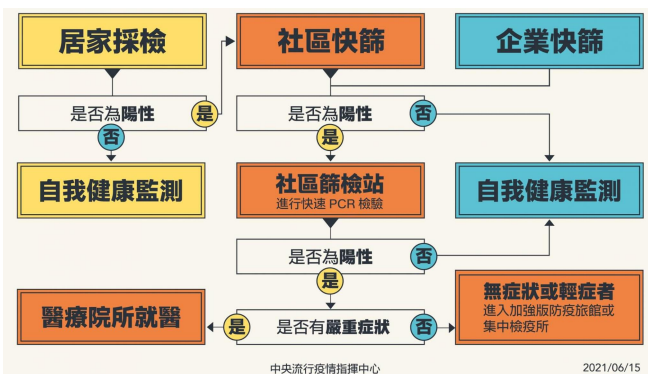 居家採檢
社區快篩
企業快篩
是否為陽性
是
否
是否為陽性
否
是
自我健康監測
社區篩檢站
進行快速 PCR 檢驗
自我健康監測
是否為陽性
否
是
醫療院所就醫
是
是否有嚴重症狀
否
無症狀或輕症者
進入加強版防疫旅館或
集中檢疫所
中央流行疫情指揮中心
2021/06/15